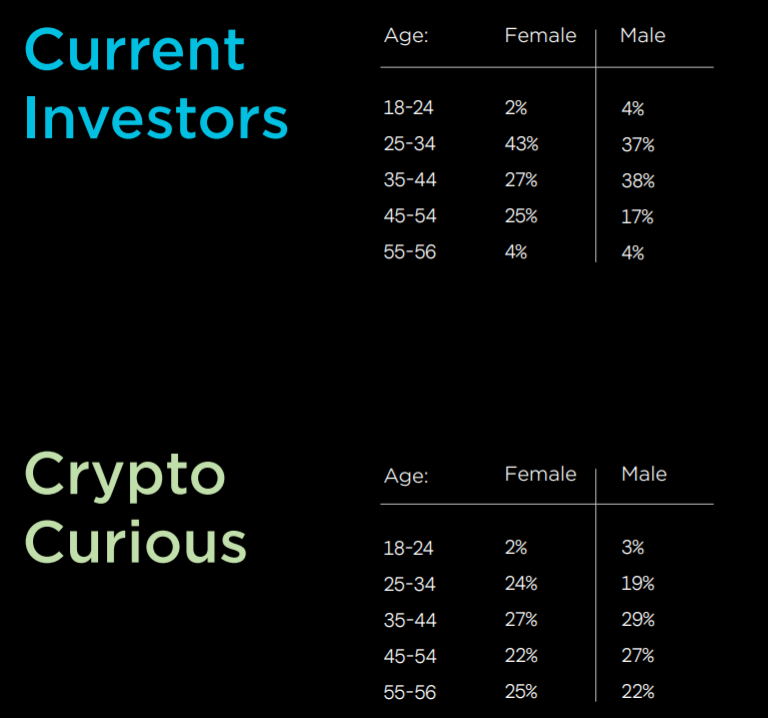 Current
Investors
Age: Female Male
18-24 2% 4%
25-34 43% 37%
35-44 27% 38%
45-54 25% 17%
55-56 4% 4%
Crypto
Curious
Age: Female Male
18-24 2% 3%
25-34 24% 19%
35-44 27% 29%
45-54 22% 27%
55-56 25% 22%